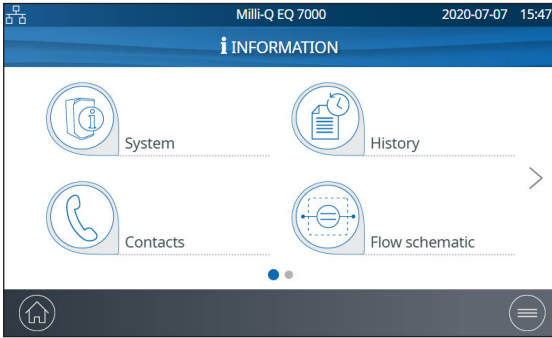 Milli-Q EQ 7000 2020-07-07 15:47
i INFORMATION
System History
Contacts Flow schematic